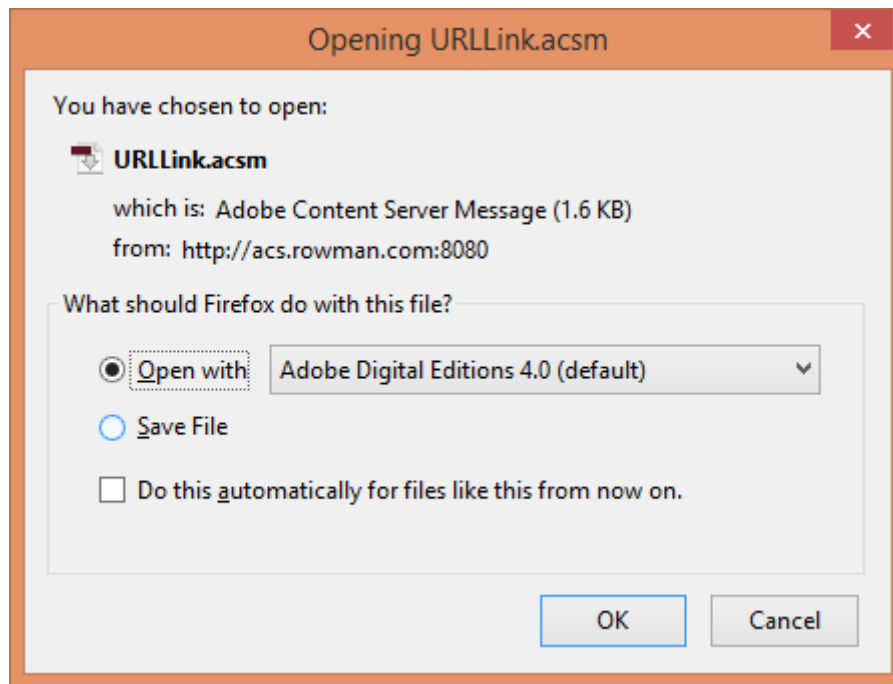 Opening URLLink.acsm
You have chosen to open:
URLLink.acsm
which is: Adobe Content Server Message (1.6 KB)
from: http://acs.rowman.com:8080
What should Firefox do with this file?
Open with Adobe Digital Editions 4.0 (default)
Save File
Do this automatically for files like this from now on.
OK Cancel